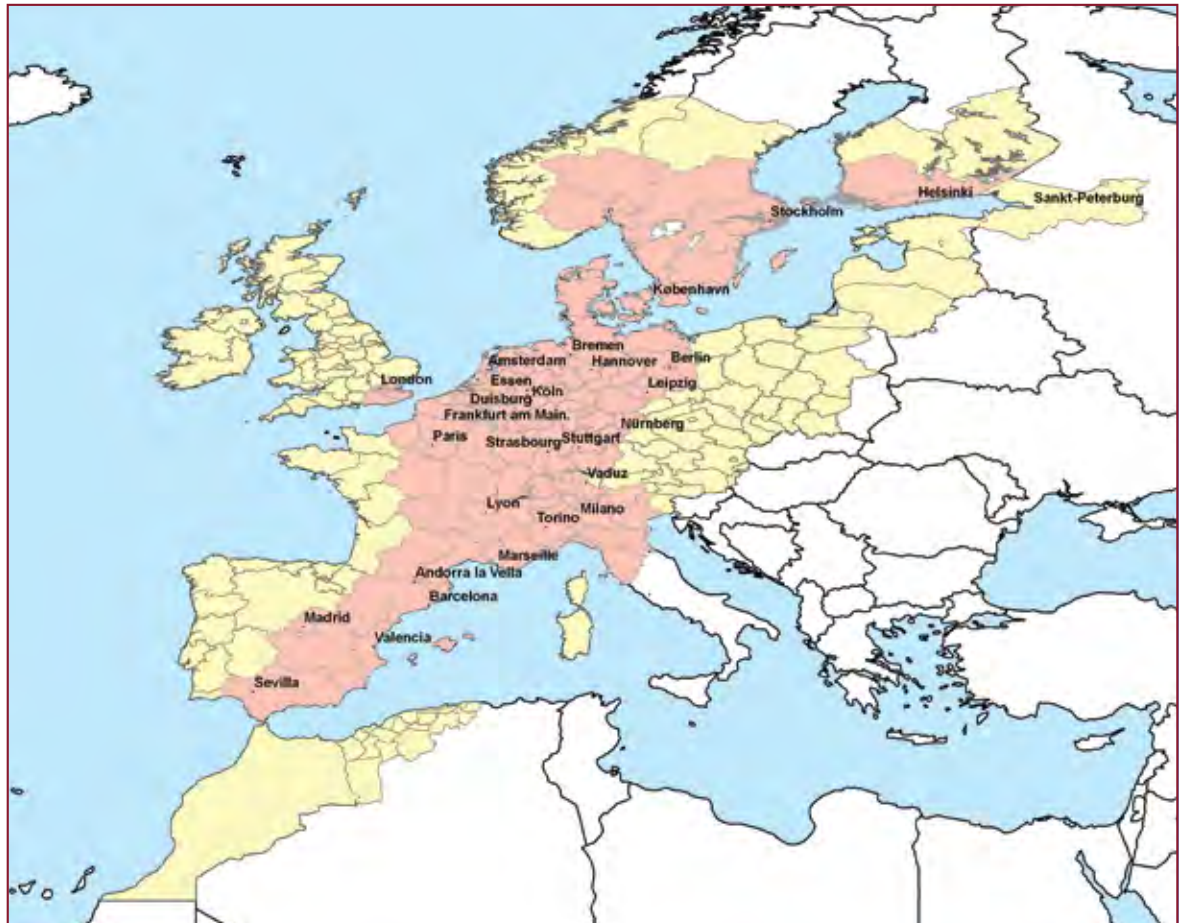 Helsinki
Sankt-Peterburg
Stockholm
København
Bremen
Amsterdam
Hannover
Berlin
London
Essen
Köln
Leipzig
Duisburg
Frankfurt am Main.
Nürnberg
Paris
Strasbourg
Stuttgart
Vaduz
Lyon
Milano
Torino
Marseille
Andorra la Vella
Barcelona
Madrid
Valencia
Sevilla